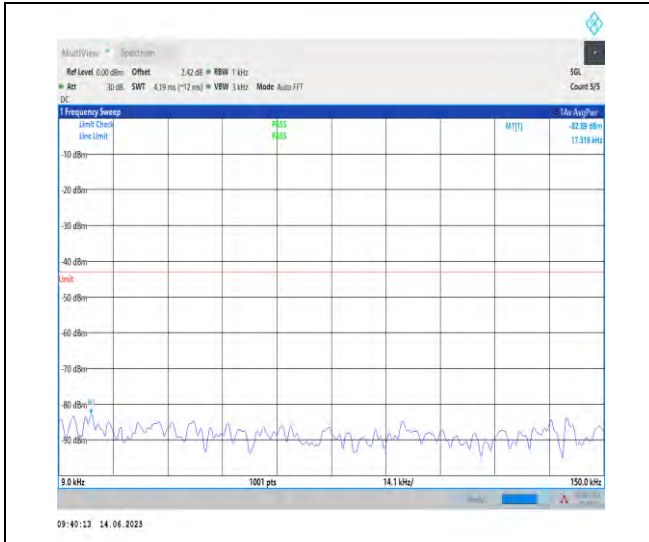 MultiView Spectrum
Ref Level 0.00 dBm Offset 2.42 dB RBW 1 kHz SGL
Att 30 dB SWT 4.19 ms (~12 ms) VBW 3 kHz Mode Auto FFT Count 5/5
DC
1 Frequency Sweep 1Av AvgPwr
Limit Check PASS M1[1] -82.09 dBm
Line Limit PASS 17.319 kHz
-10 dBm
-20 dBm
-30 dBm
-40 dBm
Limit
-50 dBm
-60 dBm
-70 dBm
-80 dBm
M1
-90 dBm
9.0 kHz 1001 pts 14.1 kHz/ 150.0 kHz
09:40:13 14.06.2023